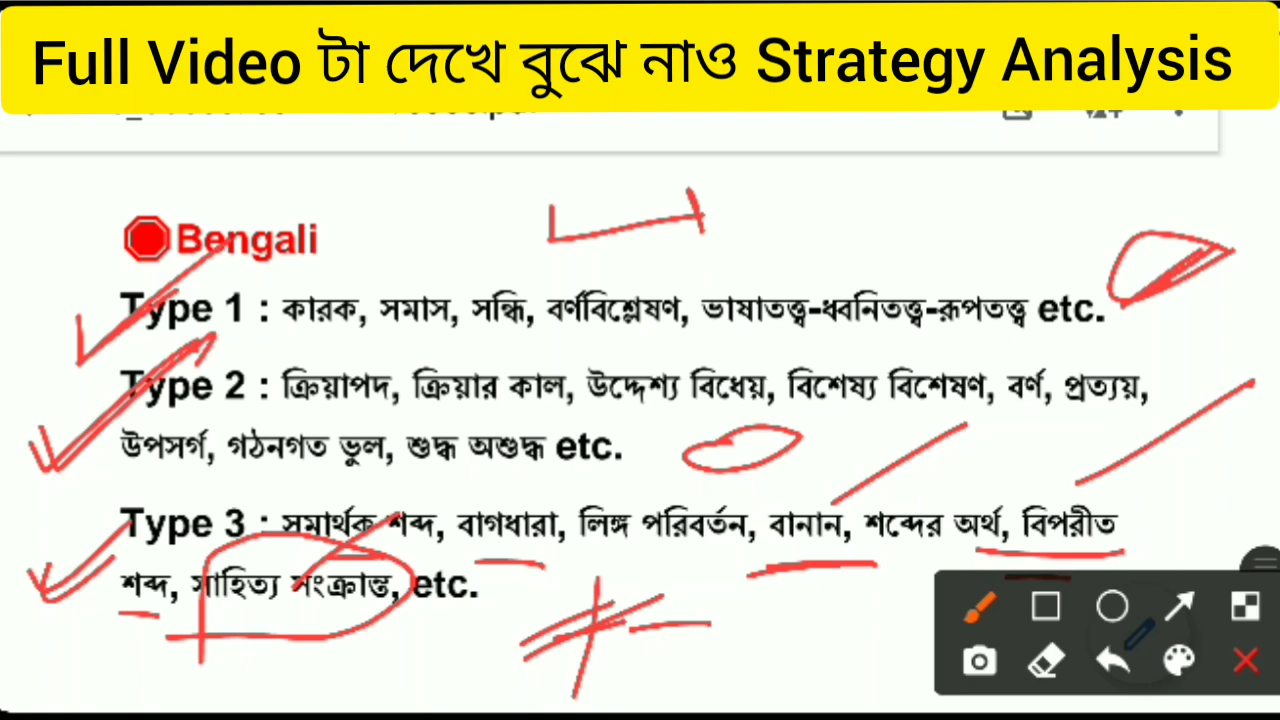 Full Video টা দেখে বুঝে নাও Strategy Analysis
Bengali
Type 1 : কারক, সমাস, সন্ধি, বর্ণবিশ্লেষণ, ভাষাতত্ত্ব-ধ্বনিতত্ত্ব-রূপতত্ত্ব etc.
Type 2 : ক্রিয়াপদ, ক্রিয়ার কাল, উদ্দেশ্য বিধেয়, বিশেষ্য বিশেষণ, বর্ণ, প্রত্যয়,
উপসর্গ, গঠনগত ভুল, শুদ্ধ অশুদ্ধ etc.
Type 3 : সমার্থক শব্দ, বাগধারা, লিঙ্গ পরিবর্তন, বানান, শব্দের অর্থ, বিপরীত
শব্দ, সাহিত্য সংক্রান্ত, etc.